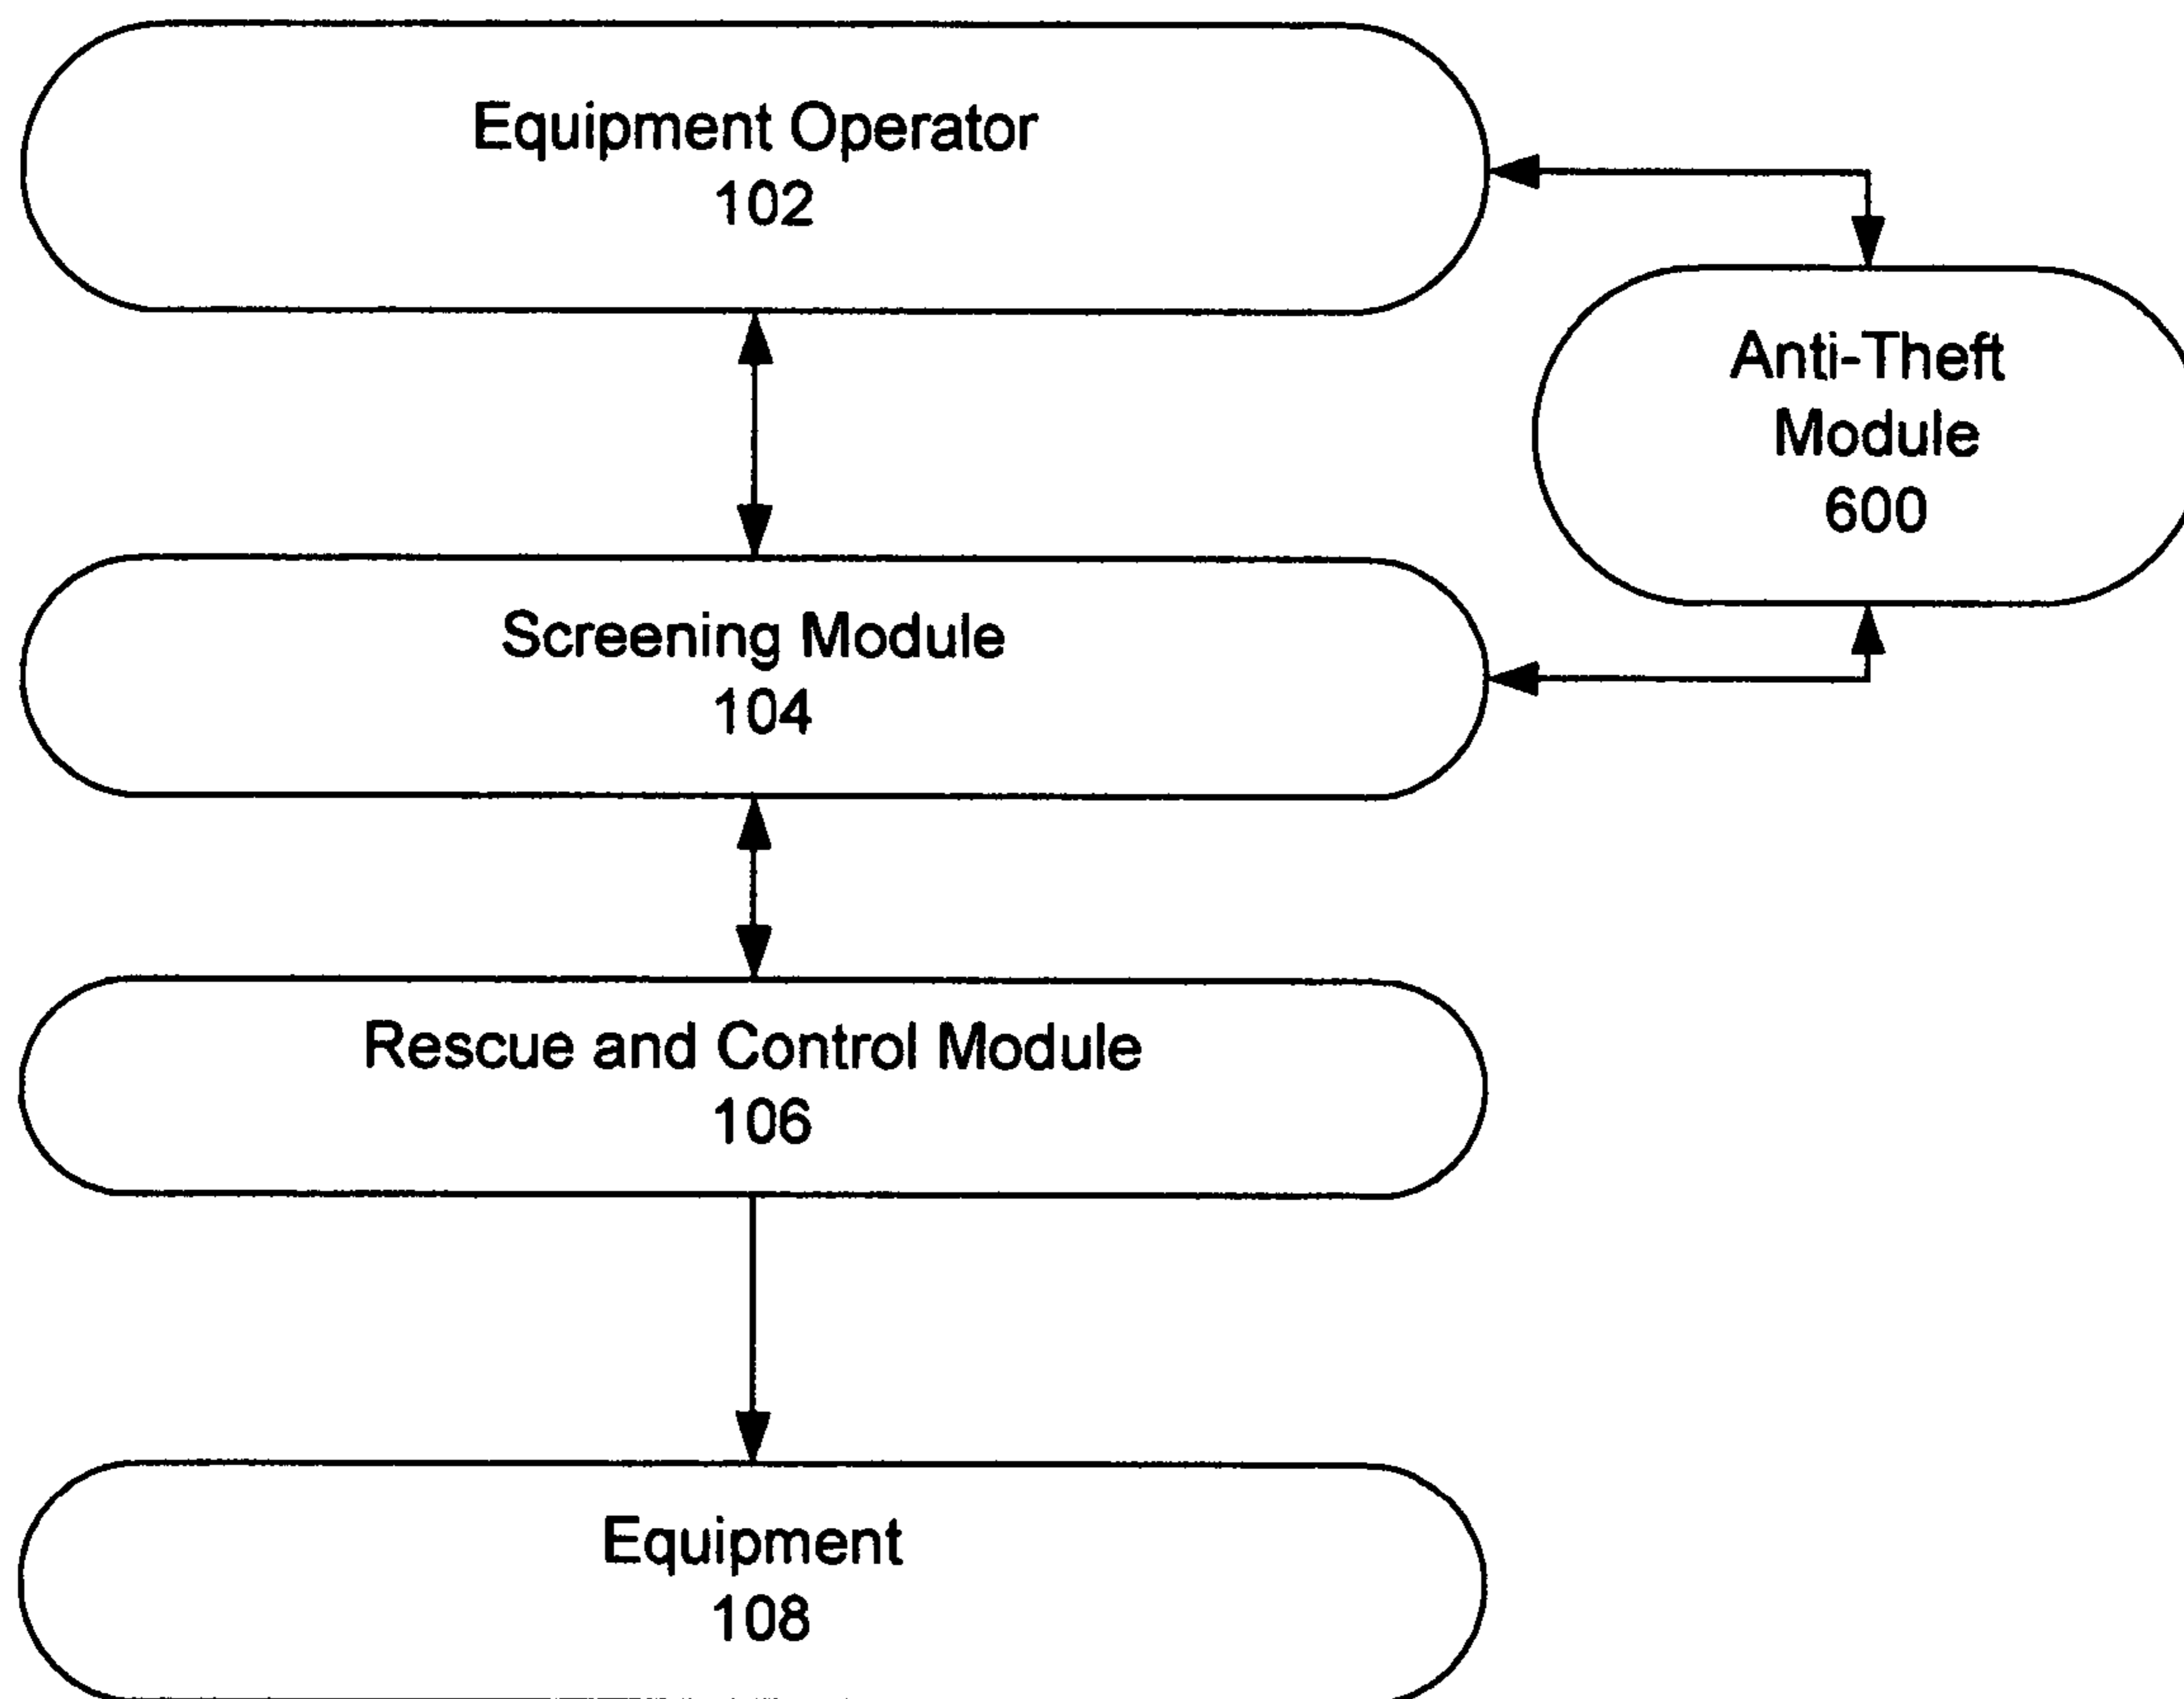 Equipment Operator
102
Anti-Theft
Module
600
Screening Module
104
Rescue and Control Module
106
Equipment
108